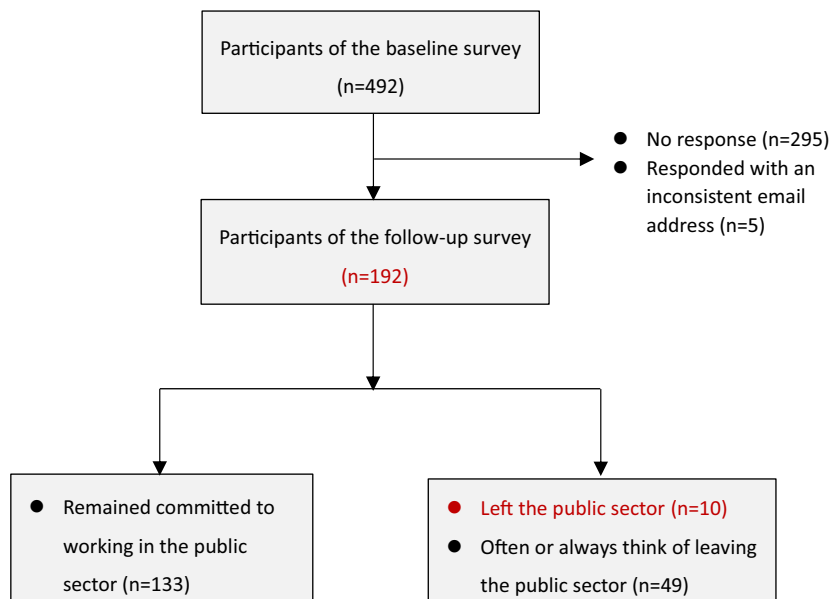 Participants of the baseline survey
(n=492)
● No response (n=295)
● Responded with an
inconsistent email
address (n=5)
Participants of the follow-up survey
(n=192)
● Remained committed to
working in the public
sector (n=133)
● Left the public sector (n=10)
● Often or always think of leaving
the public sector (n=49)